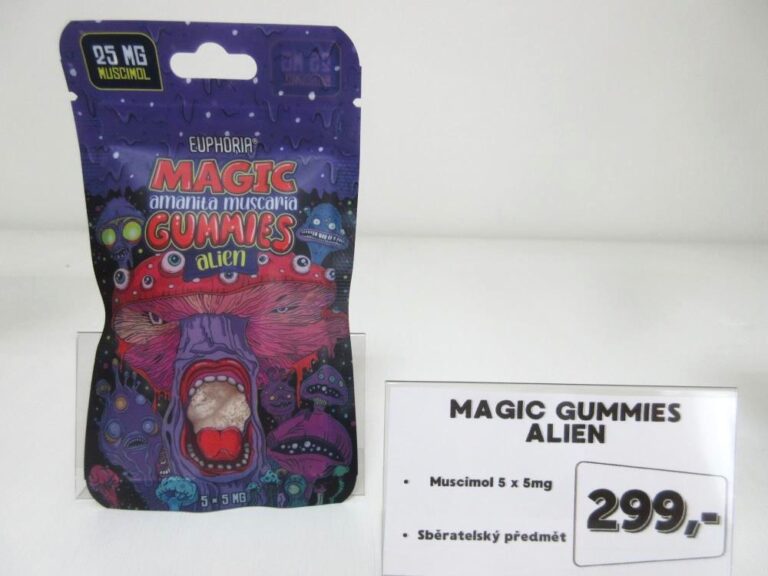 25 MG
MUSCIMOL
EUPHORIA®
MAGIC
amanita muscaria
GUMMIES
alien
5 × 5 MG
MAGIC GUMMIES
ALIEN
• Muscimol 5 x 5mg
• Sběratelský předmět
299,-